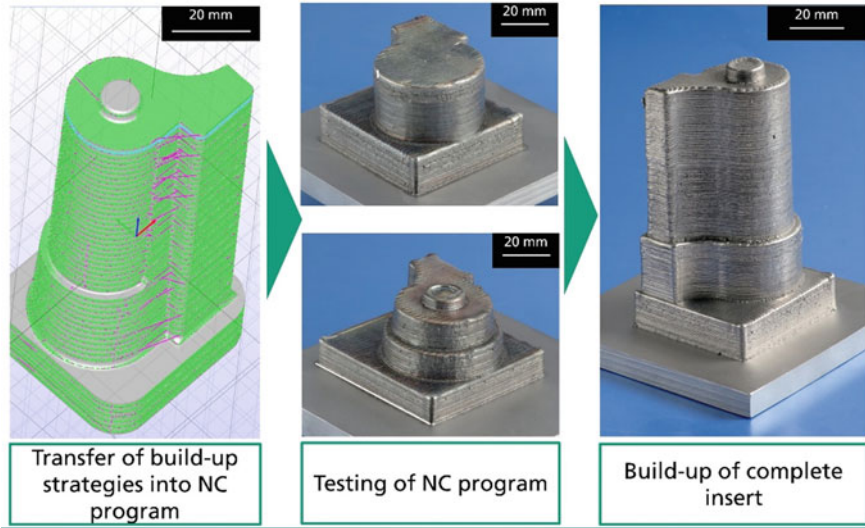 20 mm
20 mm
20 mm
20 mm
Transfer of build-up
strategies into NC
program
Testing of NC program
Build-up of complete
insert